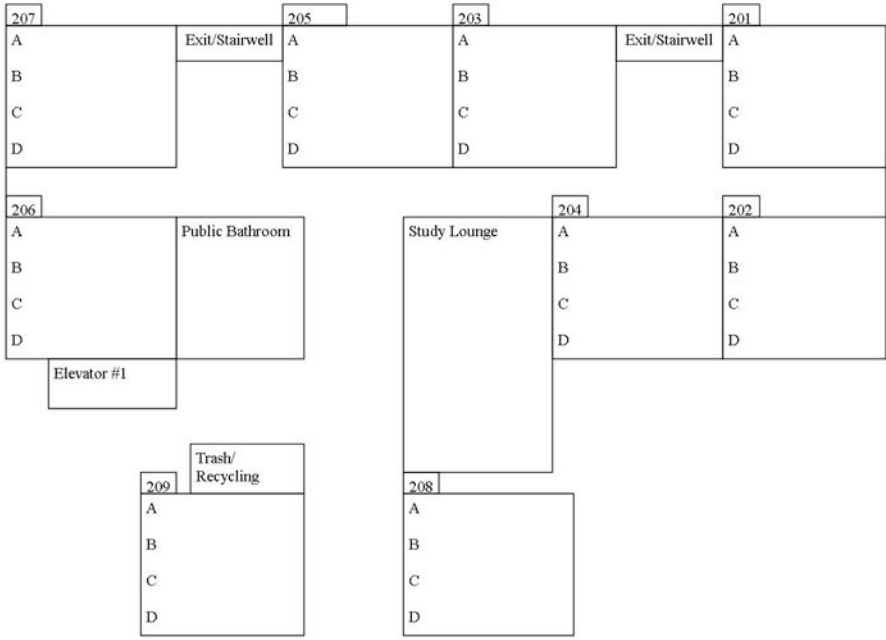 207
A
B
C
D
Exit/Stairwell
205
A
B
C
D
203
A
B
C
D
Exit/Stairwell
201
A
B
C
D
206
A
B
C
D
Public Bathroom
Study Lounge
204
A
B
C
D
202
A
B
C
D
Elevator #1
Trash/
Recycling
209
A
B
C
D
208
A
B
C
D